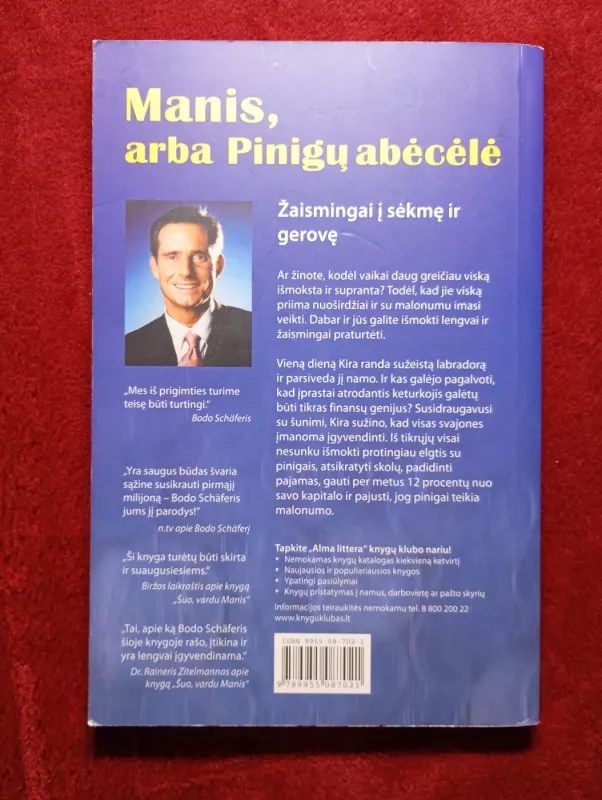 Manis,
arba Pinigų abėcėlė
Žaismingai į sėkmę ir
gerovę
Ar žinote, kodėl vaikai daug greičiau viską
išmoksta ir supranta? Todėl, kad jie viską
priima nuoširdžiai ir su malonumu imasi
veikti. Dabar ir jūs galite išmokti lengvai ir
žaismingai praturtėti.
Vieną dieną Kira randa sužeistą labradorą
ir parsiveda jį namo. Ir kas galėjo pagalvoti,
kad įprastai atrodantis keturkojis galėtų
būti tikras finansų genijus? Susidraugavusi
su šunimi, Kira sužino, kad visas svajones
įmanoma įgyvendinti. Iš tikrųjų visai
nesunku išmokti protingiau elgtis su
pinigais, atsikratyti skolų, padidinti
pajamas, gauti per metus 12 procentų nuo
savo kapitalo ir pajusti, jog pinigai teikia
malonumo.
„Mes iš prigimties turime
teisę būti turtingi.“
Bodo Schäferis
„Yra saugus būdas švaria
sąžine susikrauti pirmąjį
milijoną – Bodo Schäferis
jums jį parodys!“
n.tv apie Bodo Schäferį
„Ši knyga turėtų būti skirta
ir suaugusiesiems.“
Biržos laikraštis apie knygą
„Šuo, vardu Manis“
„Tai, apie ką Bodo Schäferis
šioje knygoje rašo, įtikina ir
yra lengvai įgyvendinama.“
Dr. Raineris Zitelmannas apie
knygą „Šuo, vardu Manis“
Tapkite „Alma littera“ knygų klubo nariu!
• Nemokamas knygų katalogas kiekvieną ketvirtį
• Naujausios ir populiariausios knygos
• Ypatingi pasiūlymai
• Knygų pristatymas į namus, darbovietę ar pašto skyrių
Informacijos teiraukitės nemokamu tel. 8 800 200 22
www.knyguklubas.lt
ISBN 9955-08-702-1
9 789955 087021